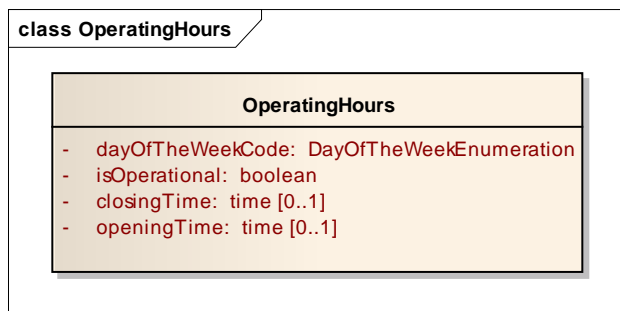 class OperatingHours
OperatingHours
- dayOfTheWeekCode: DayOfTheWeekEnumeration
- isOperational: boolean
- closingTime: time [0..1]
- openingTime: time [0..1]